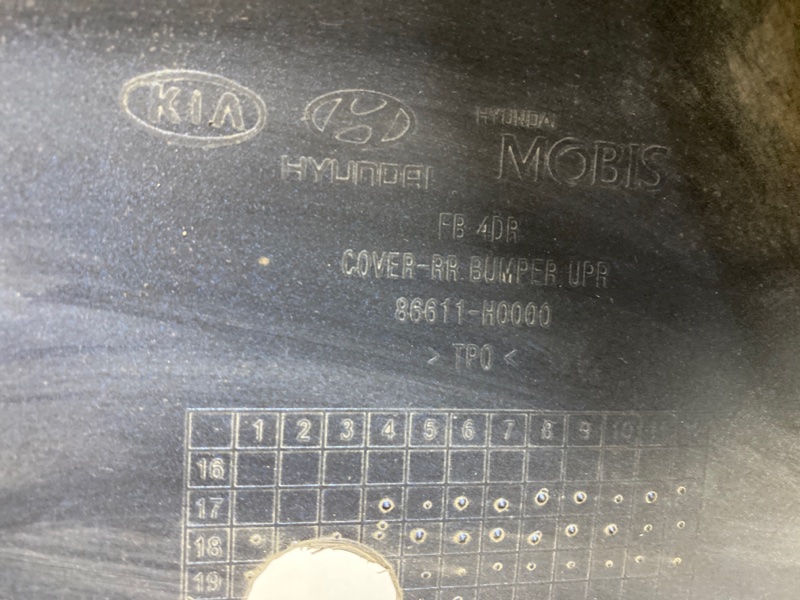 KIA
HYUNDAI
HYUNDAI
MOBIS
FB 4DR
COVER-RR BUMPER, UPR
86611-H0000
> TPO <
1 2 3 4 5 6 7 8 9 10
16
17
18
19